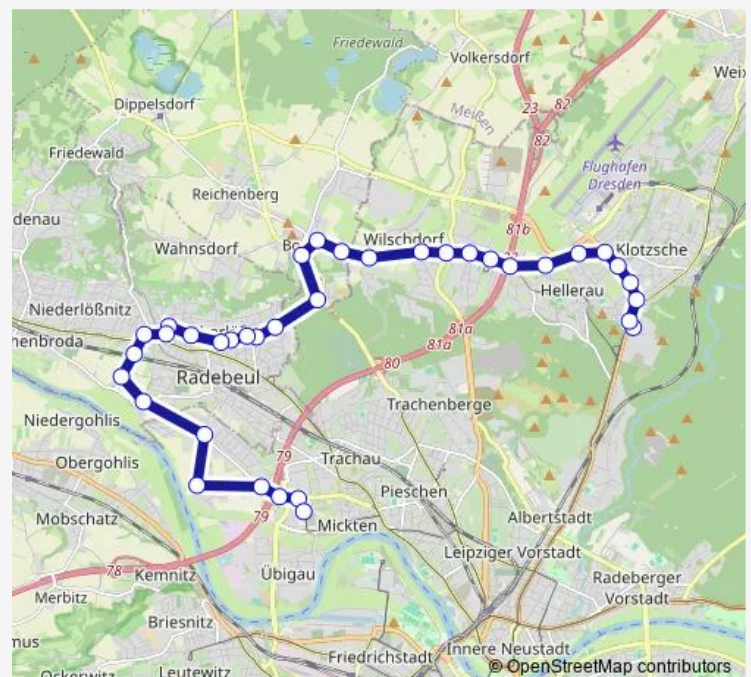 Friedewald
Volkersdorf
Dippelsdorf
23
82
Meißen
82
Friedewald
Flughafen
Dresden
Reichenberg
denau
81b
Wahnsdorf
Wilschdorf
Klotzsche
Hellerau
Niederlößnitz
81a
81a
80
Radebeul
Trachenberge
Niedergohlis
79
Trachau
Obergohlis
Pieschen
Mobschatz
79
Mickten
Albertstadt
Leipziger Vorstadt
78
Kemnitz
Übigau
Radeberger
Vorstadt
Merbitz
Briesnitz
Innere Neustadt
Friedrichstadt
Leutewitz
© OpenStreetMap contributors